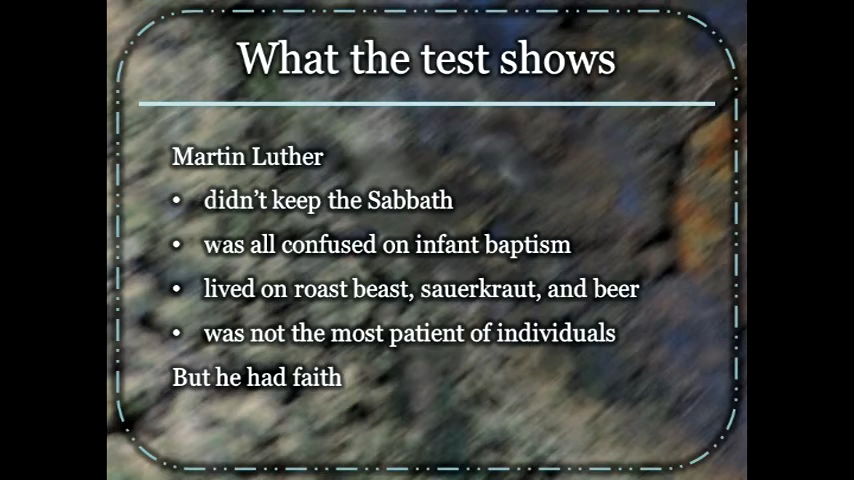 What the test shows
Martin Luther
• didn't keep the Sabbath
• was all confused on infant baptism
• lived on roast beast, sauerkraut, and beer
• was not the most patient of individuals
But he had faith